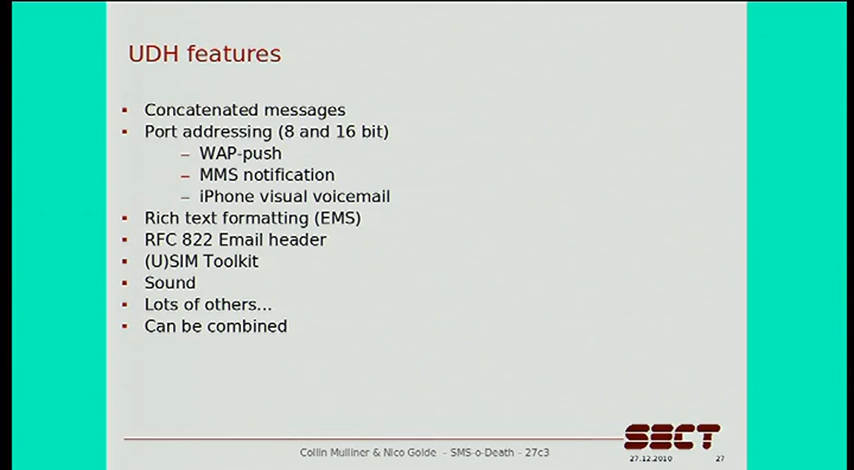 UDH features
▪ Concatenated messages
▪ Port addressing (8 and 16 bit)
– WAP-push
– MMS notification
– iPhone visual voicemail
▪ Rich text formatting (EMS)
▪ RFC 822 Email header
▪ (U)SIM Toolkit
▪ Sound
▪ Lots of others...
▪ Can be combined
SECT
Collin Mulliner & Nico Golde - SMS-o-Death - 27c3
27.12.2010 27